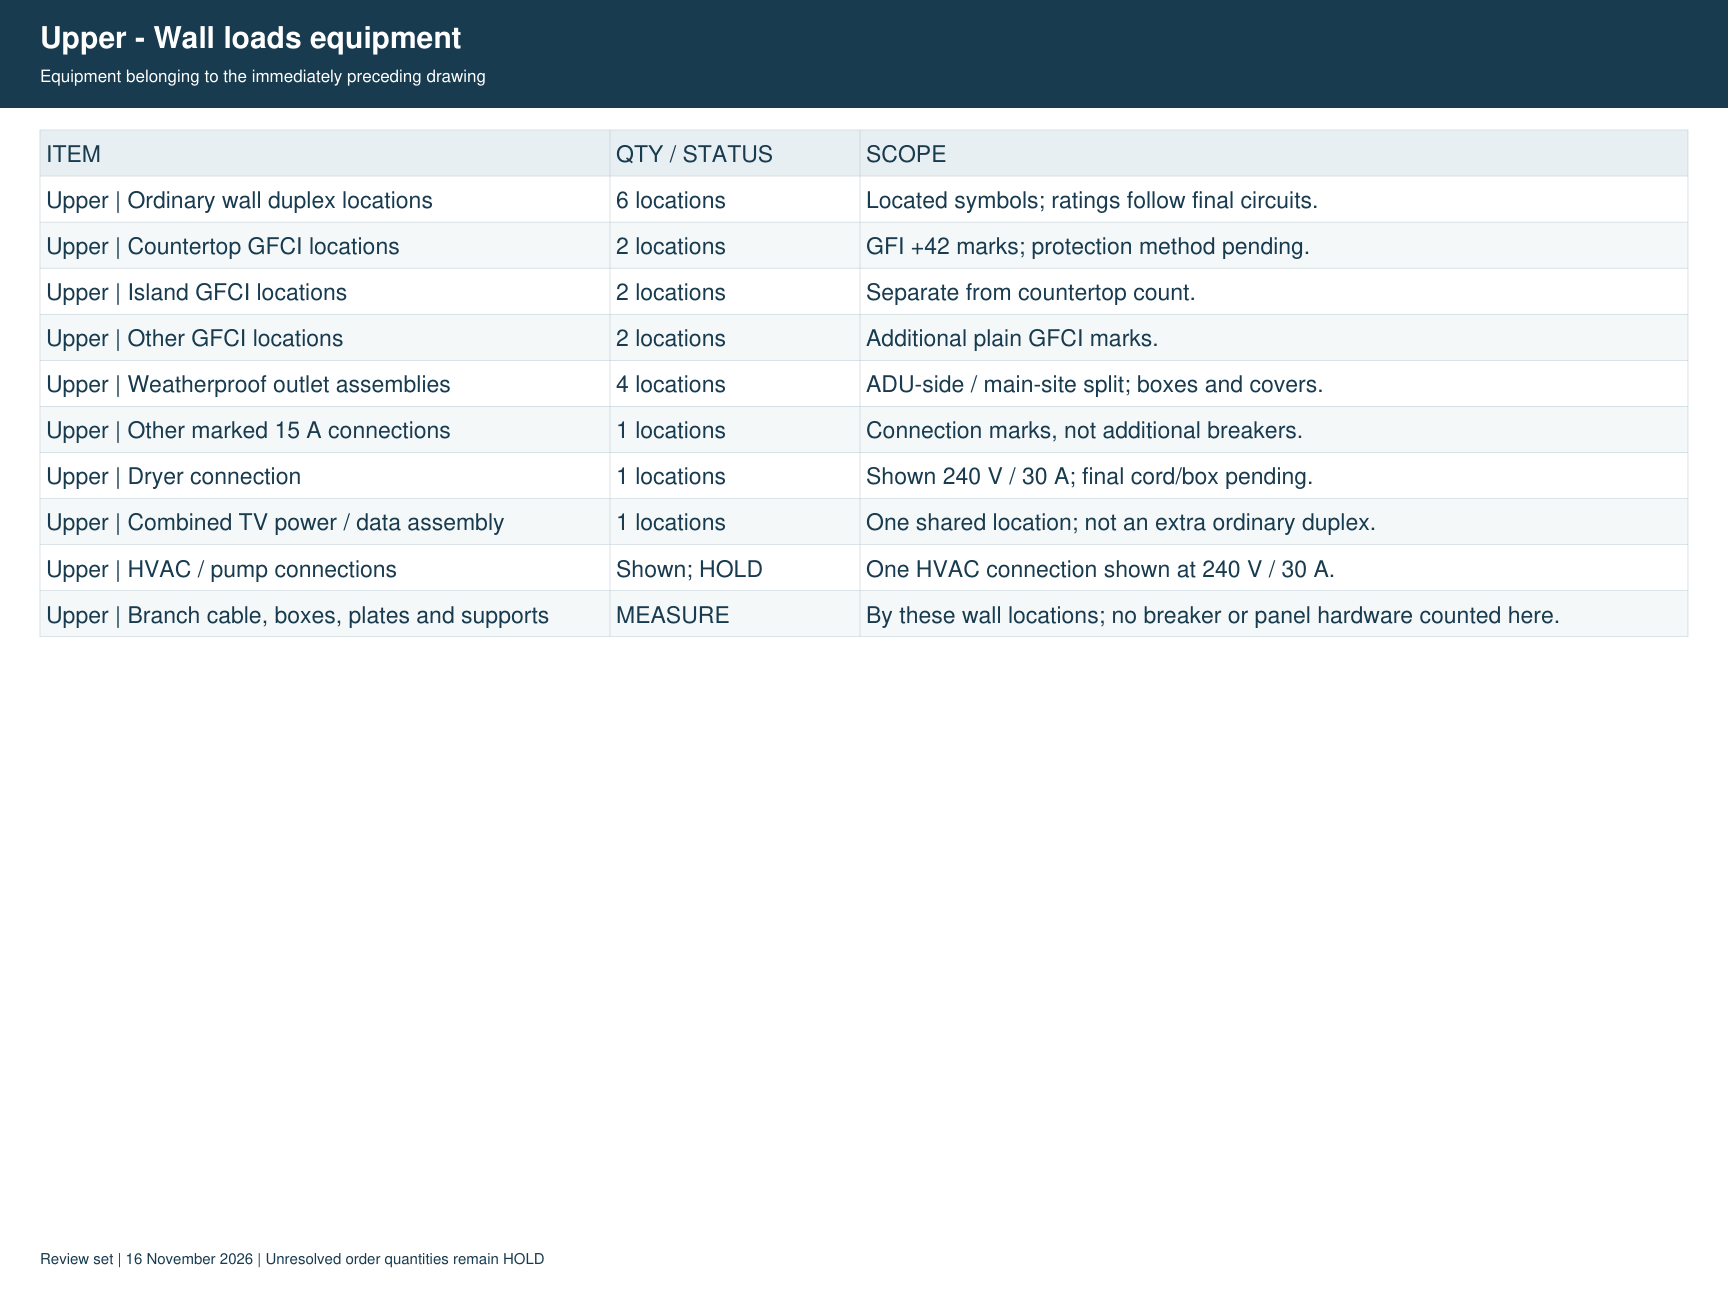 Upper - Wall loads equipment
Equipment belonging to the immediately preceding drawing
ITEM QTY / STATUS SCOPE
Upper | Ordinary wall duplex locations 6 locations Located symbols; ratings follow final circuits.
Upper | Countertop GFCI locations 2 locations GFI +42 marks; protection method pending.
Upper | Island GFCI locations 2 locations Separate from countertop count.
Upper | Other GFCI locations 2 locations Additional plain GFCI marks.
Upper | Weatherproof outlet assemblies 4 locations ADU-side / main-site split; boxes and covers.
Upper | Other marked 15 A connections 1 locations Connection marks, not additional breakers.
Upper | Dryer connection 1 locations Shown 240 V / 30 A; final cord/box pending.
Upper | Combined TV power / data assembly 1 locations One shared location; not an extra ordinary duplex.
Upper | HVAC / pump connections Shown; HOLD One HVAC connection shown at 240 V / 30 A.
Upper | Branch cable, boxes, plates and supports MEASURE By these wall locations; no breaker or panel hardware counted here.
Review set | 16 November 2026 | Unresolved order quantities remain HOLD